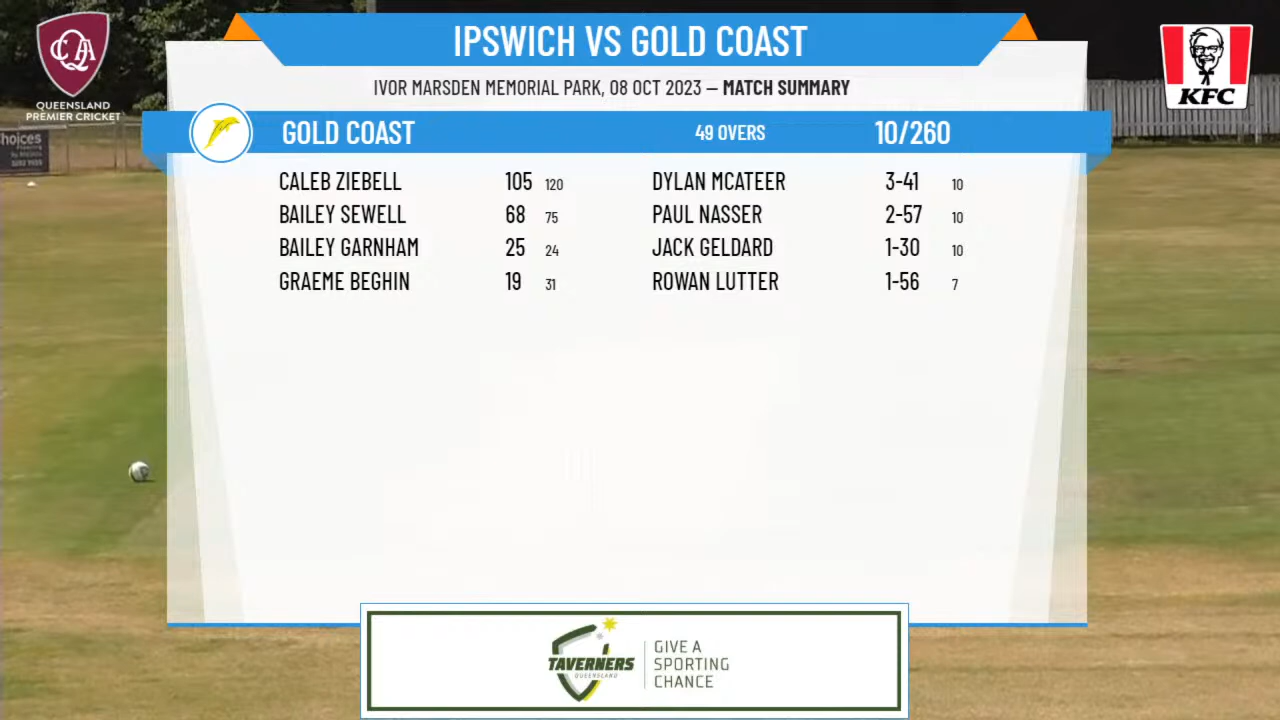 IPSWICH VS GOLD COAST
IVOR MARSDEN MEMORIAL PARK, 08 OCT 2023 – MATCH SUMMARY
QUEENSLAND
PREMIER CRICKET
KFC
GOLD COAST 49 OVERS 10/260
CALEB ZIEBELL 105 120 DYLAN MCATEER 3-41 10
BAILEY SEWELL 68 75 PAUL NASSER 2-57 10
BAILEY GARNHAM 25 24 JACK GELDARD 1-30 10
GRAEME BEGHIN 19 31 ROWAN LUTTER 1-56 7
TAVERNERS
QUEENSLAND
GIVE A
SPORTING
CHANCE